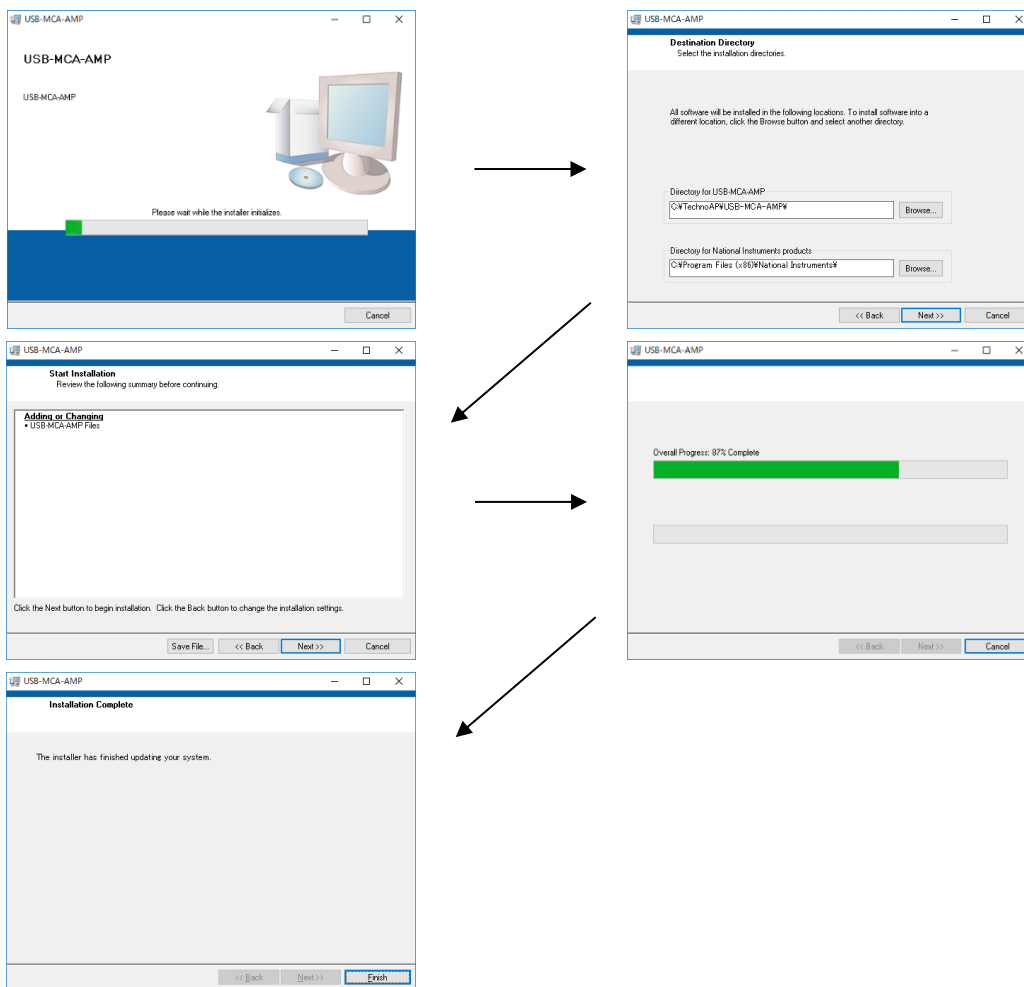 USB-MCA-AMP
USB-MCA-AMP
USB-MCA-AMP
Please wait while the installer initializes.
Cancel
USB-MCA-AMP
Destination Directory
Select the installation directories.
All software will be installed in the following locations. To install software into a
different location, click the Browse button and select another directory.
Directory for USB-MCA-AMP
C:¥TechnoAP¥USB-MCA-AMP¥
Browse...
Directory for National Instruments products
C:¥Program Files (x86)¥National Instruments¥
Browse...
<< Back Next >> Cancel
USB-MCA-AMP
Start Installation
Review the following summary before continuing.
Adding or Changing
• USB-MCA-AMP Files
Click the Next button to begin installation. Click the Back button to change the installation settings.
Save File... << Back Next >> Cancel
USB-MCA-AMP
Overall Progress: 87% Complete
<< Back Next >> Cancel
USB-MCA-AMP
Installation Complete
The installer has finished updating your system.
<< Back Next >> Finish